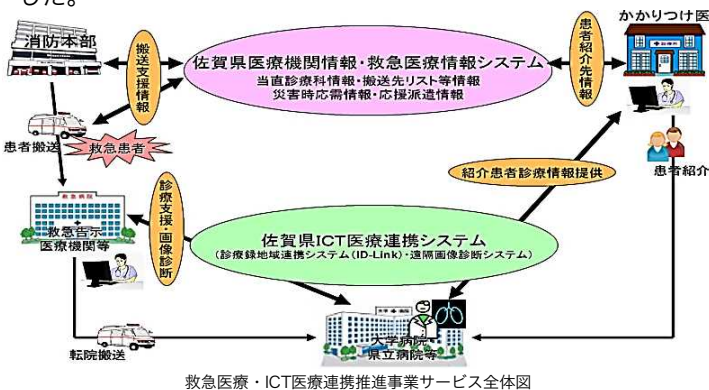 した。
消防本部
搬送支援情報
佐賀県医療機関情報・救急医療情報システム
当直診療科情報・搬送先リスト等情報
災害時応需情報・応援派遣情報
患者紹介先情報
かかりつけ医
患者搬送
救急患者
患者紹介
紹介患者診療情報提供
救急病院
救急告示
医療機関等
診療支援・画像診断
佐賀県ICT医療連携システム
(診療録地域連携システム(ID-Link)・遠隔画像診断システム)
転院搬送
大学病院・
県立病院等
救急医療・ICT医療連携推進事業サービス全体図